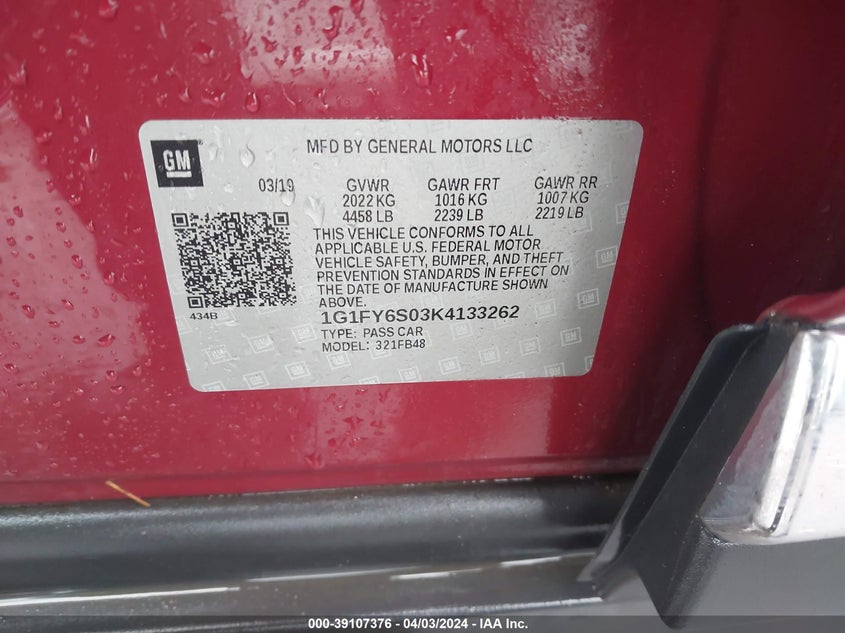 GM
MFD BY GENERAL MOTORS LLC
03/19 GVWR GAWR FRT GAWR RR
2022 KG 1016 KG 1007 KG
4458 LB 2239 LB 2219 LB
THIS VEHICLE CONFORMS TO ALL
APPLICABLE U.S. FEDERAL MOTOR
VEHICLE SAFETY, BUMPER, AND THEFT
PREVENTION STANDARDS IN EFFECT ON
THE DATE OF MANUFACTURE SHOWN
ABOVE.
434B
1G1FY6S03K4133262
TYPE: PASS CAR
MODEL: 321FB48
000-39107376 - 04/03/2024 - IAAI.COM